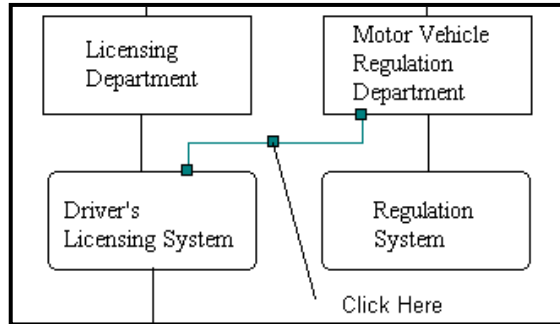 Licensing
Department
Motor Vehicle
Regulation
Department
Driver's
Licensing System
Regulation
System
Click Here